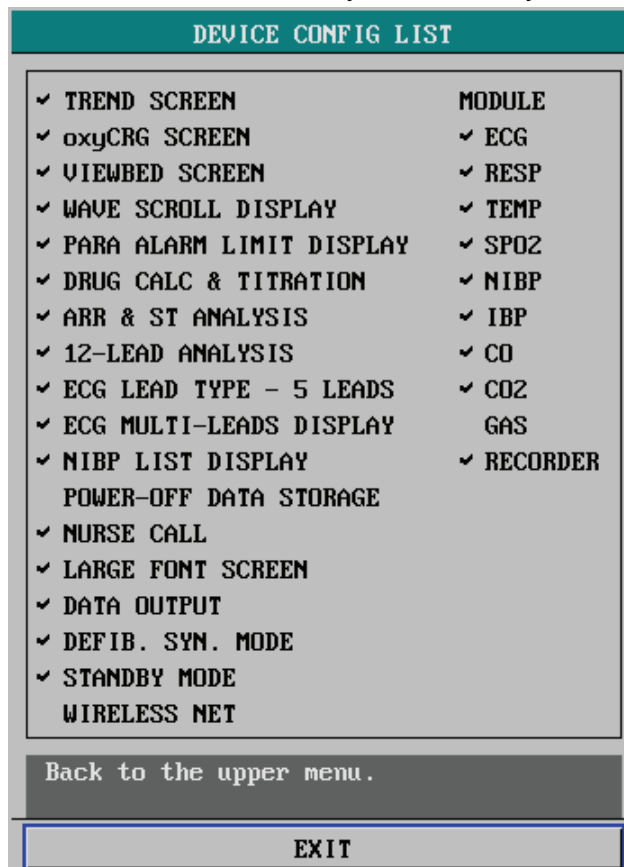 DEVICE CONFIG LIST
✓ TREND SCREEN
✓ oxyCRG SCREEN
✓ VIEWBED SCREEN
✓ WAVE SCROLL DISPLAY
✓ PARA ALARM LIMIT DISPLAY
✓ DRUG CALC & TITRATION
✓ ARR & ST ANALYSIS
✓ 12-LEAD ANALYSIS
✓ ECG LEAD TYPE - 5 LEADS
✓ ECG MULTI-LEADS DISPLAY
✓ NIBP LIST DISPLAY
POWER-OFF DATA STORAGE
✓ NURSE CALL
✓ LARGE FONT SCREEN
✓ DATA OUTPUT
✓ DEFIB. SYN. MODE
✓ STANDBY MODE
WIRELESS NET
MODULE
✓ ECG
✓ RESP
✓ TEMP
✓ SPO2
✓ NIBP
✓ IBP
✓ CO
✓ CO2
GAS
✓ RECORDER
Back to the upper menu.
EXIT